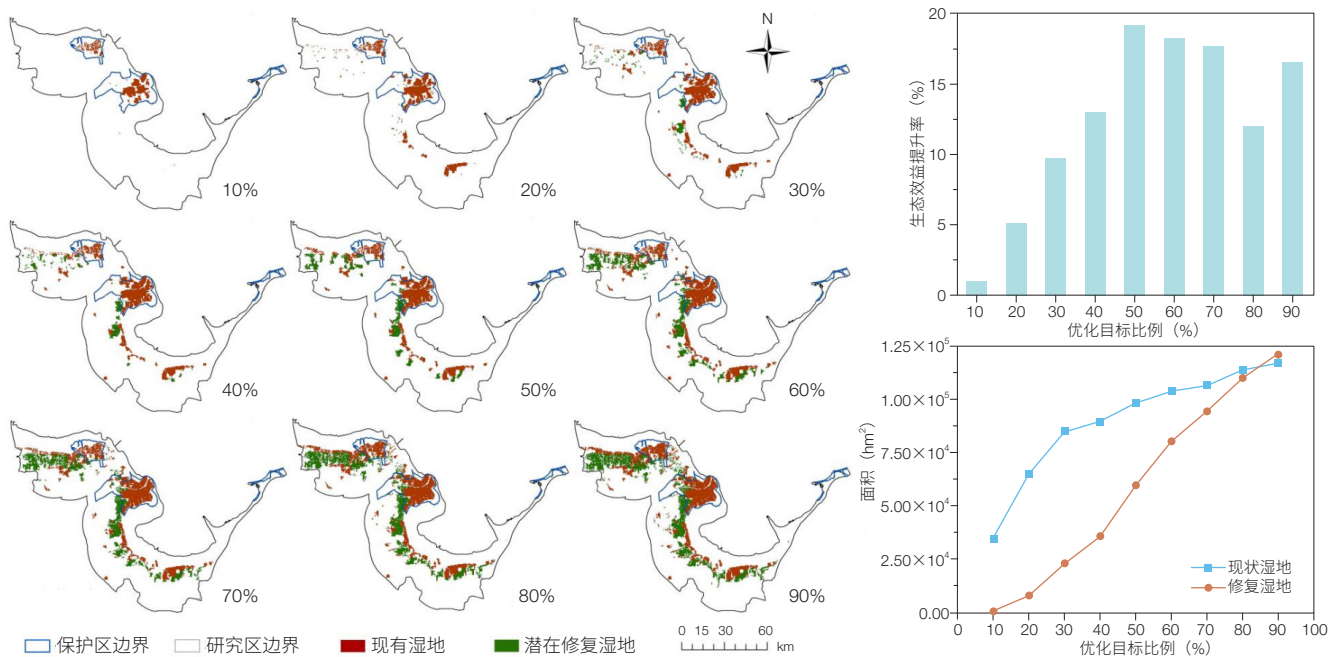 N
10%
20%
30%
40%
50%
60%
70%
80%
90%
保护区边界
研究区边界
现有湿地
潜在修复湿地
0 15 30 60
km
生态效益提升率（%）
20
15
10
5
0
10 20 30 40 50 60 70 80 90
优化目标比例（%）
面积（hm²）
1.25×10⁵
1.00×10⁵
7.50×10⁴
5.00×10⁴
2.50×10⁴
0.00
现状湿地
修复湿地
0 10 20 30 40 50 60 70 80 90 100
优化目标比例（%）